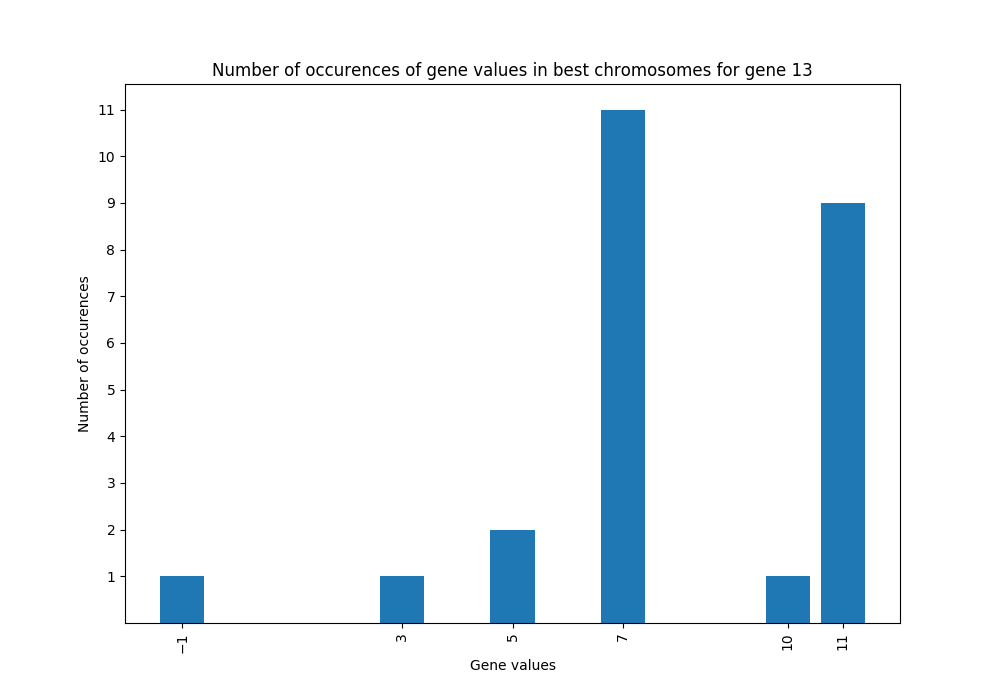 Number of occurences of gene values in best chromosomes for gene 13
11
10
9
8
7
6
5
4
3
2
1
Number of occurences
−1 3 5 7 10 11
Gene values